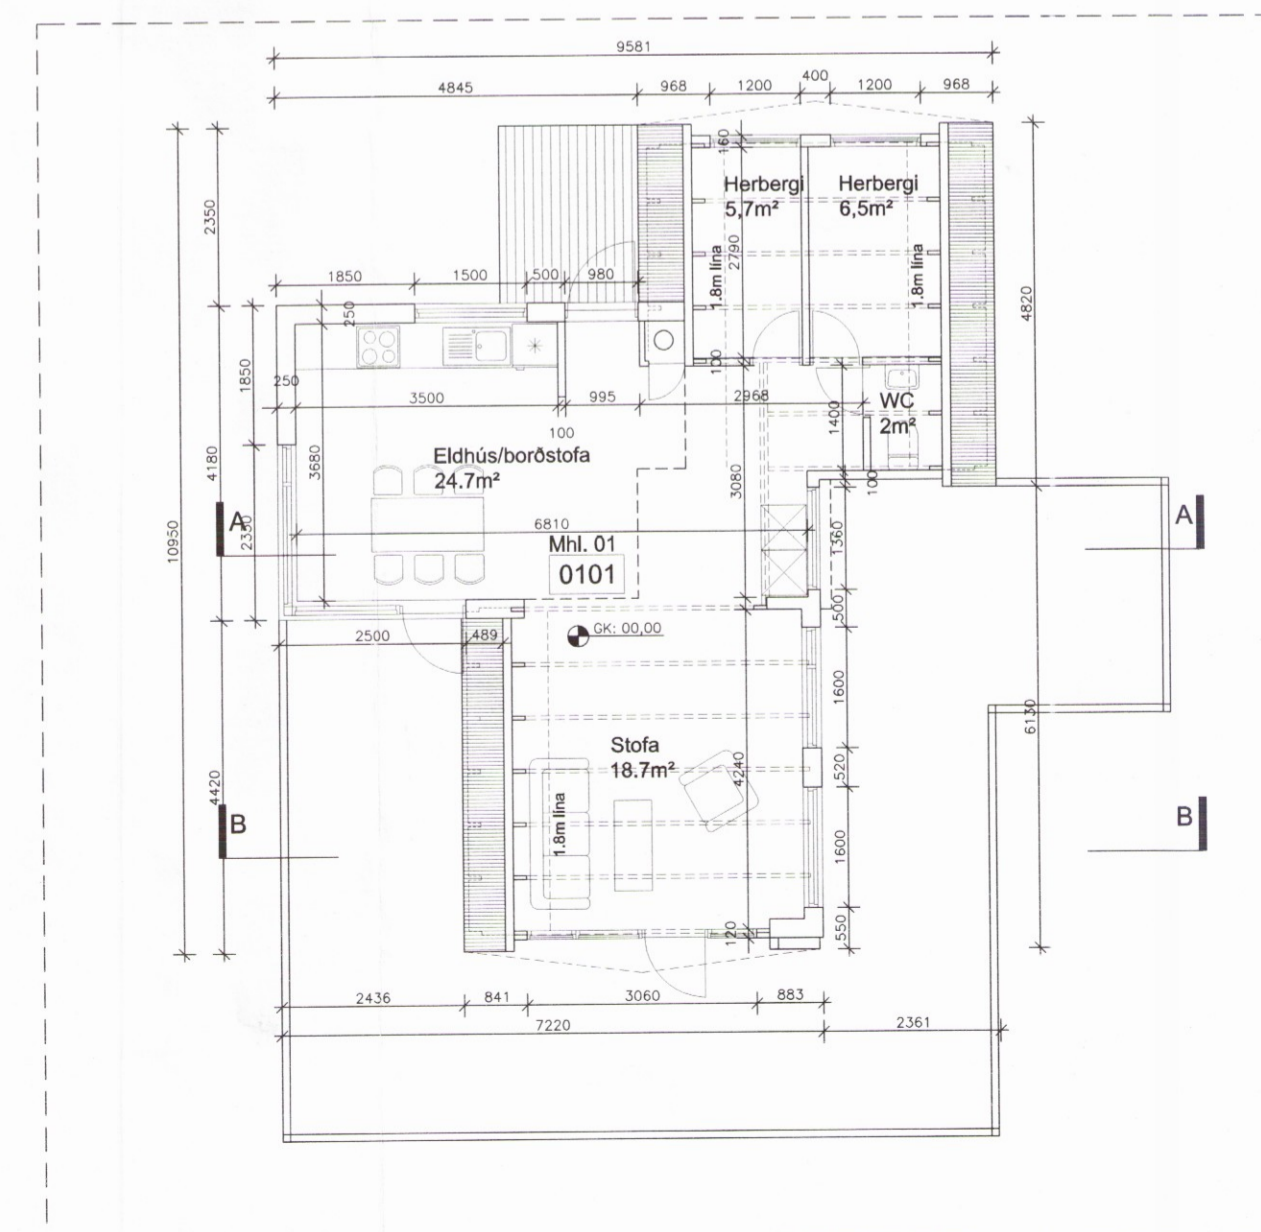 9581
4845
968
1200
400
1200
968
160
2350
Herbergi
5,7m²
Herbergi
6,5m²
2790
1.8m lína
1.8m lína
4820
1850
1500
500
980
250
250
1850
3500
995
2968
100
100
WC
2m²
1400
100
4180
3680
Eldhús/borðstofa
24.7m²
3080
10950
A
2350
6810
1360
A
Mhl. 01
0101
500
GK: 00,00
2500
489
1600
6130
Stofa
18.7m²
4240
520
4420
1.8m lína
B
1600
B
120
550
2436
841
3060
883
7220
2361